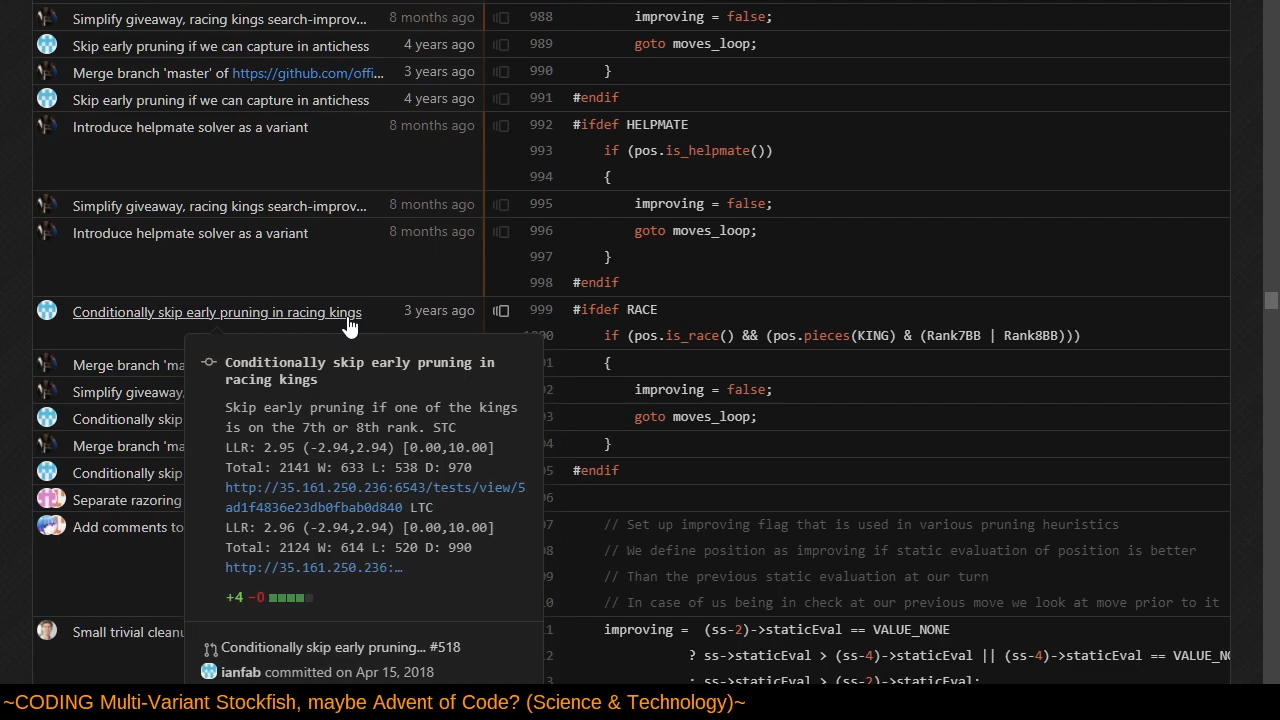 Simplify giveaway, racing kings search-improv... 8 months ago 988 improving = false;
Skip early pruning if we can capture in antichess 4 years ago 989 goto moves_loop;
Merge branch 'master' of https://github.com/offi... 3 years ago 990 }
Skip early pruning if we can capture in antichess 4 years ago 991 #endif
Introduce helpmate solver as a variant 8 months ago 992 #ifdef HELPMATE
993 if (pos.is_helpmate())
994 {
Simplify giveaway, racing kings search-improv... 8 months ago 995 improving = false;
Introduce helpmate solver as a variant 8 months ago 996 goto moves_loop;
997 }
998 #endif
Conditionally skip early pruning in racing kings 3 years ago 999 #ifdef RACE
if (pos.is_race() && (pos.pieces(KING) & (Rank7BB | Rank8BB)))
Merge branch 'ma {
Simplify giveaway, improving = false;
Conditionally skip goto moves_loop;
Merge branch 'ma }
Conditionally skip #endif
Separate razoring
Add comments to // Set up improving flag that is used in various pruning heuristics
// We define position as improving if static evaluation of position is better
// Than the previous static evaluation at our turn
// In case of us being in check at our previous move we look at move prior to it
Small trivial cleanu improving = (ss-2)->staticEval == VALUE_NONE
? ss->staticEval > (ss-4)->staticEval || (ss-4)->staticEval == VALUE_NO
: ss->staticEval > (ss-2)->staticEval;
Conditionally skip early pruning in
racing kings
Skip early pruning if one of the kings
is on the 7th or 8th rank. STC
LLR: 2.95 (-2.94,2.94) [0.00,10.00]
Total: 2141 W: 633 L: 538 D: 970
http://35.161.250.236:6543/tests/view/5
ad1f4836e23db0fbab0d840 LTC
LLR: 2.96 (-2.94,2.94) [0.00,10.00]
Total: 2124 W: 614 L: 520 D: 990
http://35.161.250.236:…
+4 −0
Conditionally skip early pruning... #518
ianfab committed on Apr 15, 2018
~CODING Multi-Variant Stockfish, maybe Advent of Code? (Science & Technology)~